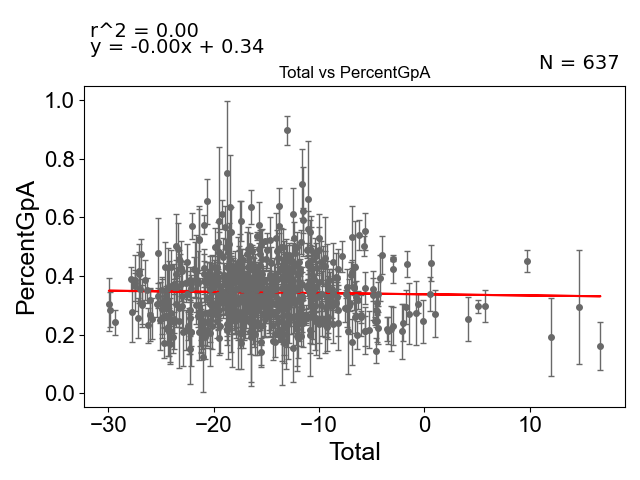 r^2 = 0.00
y = -0.00x + 0.34
N = 637
Total vs PercentGpA
1.0
0.8
0.6
0.4
0.2
0.0
PercentGpA
−30 −20 −10 0 10
Total